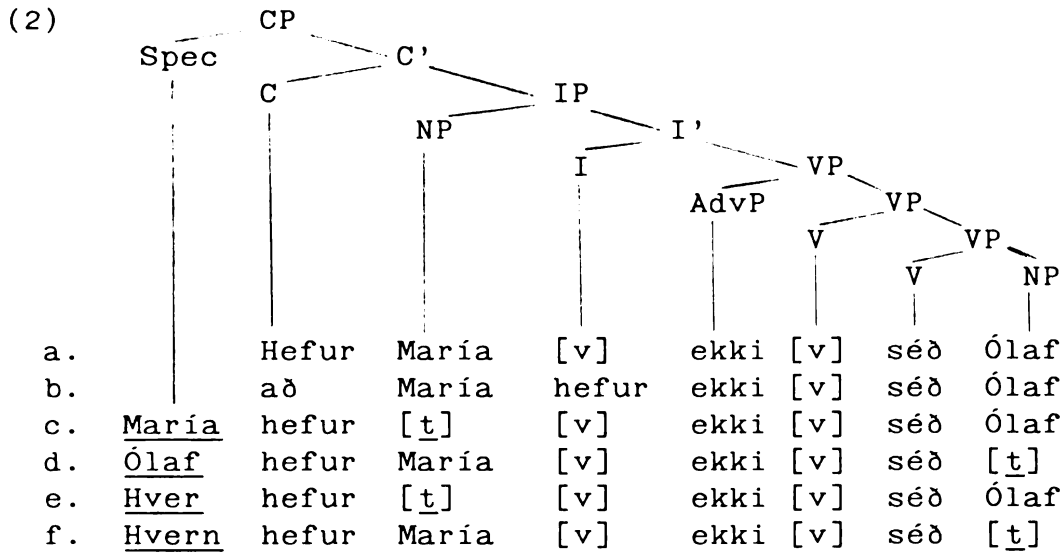 (2) CP
Spec C'
C IP
NP I'
I VP
AdvP VP
V VP
V NP
a. Hefur María [v] ekki [v] séð Ólaf
b. að María hefur ekki [v] séð Ólaf
c. María hefur [t] [v] ekki [v] séð Ólaf
d. Ólaf hefur María [v] ekki [v] séð [t]
e. Hver hefur [t] [v] ekki [v] séð Ólaf
f. Hvern hefur María [v] ekki [v] séð [t]